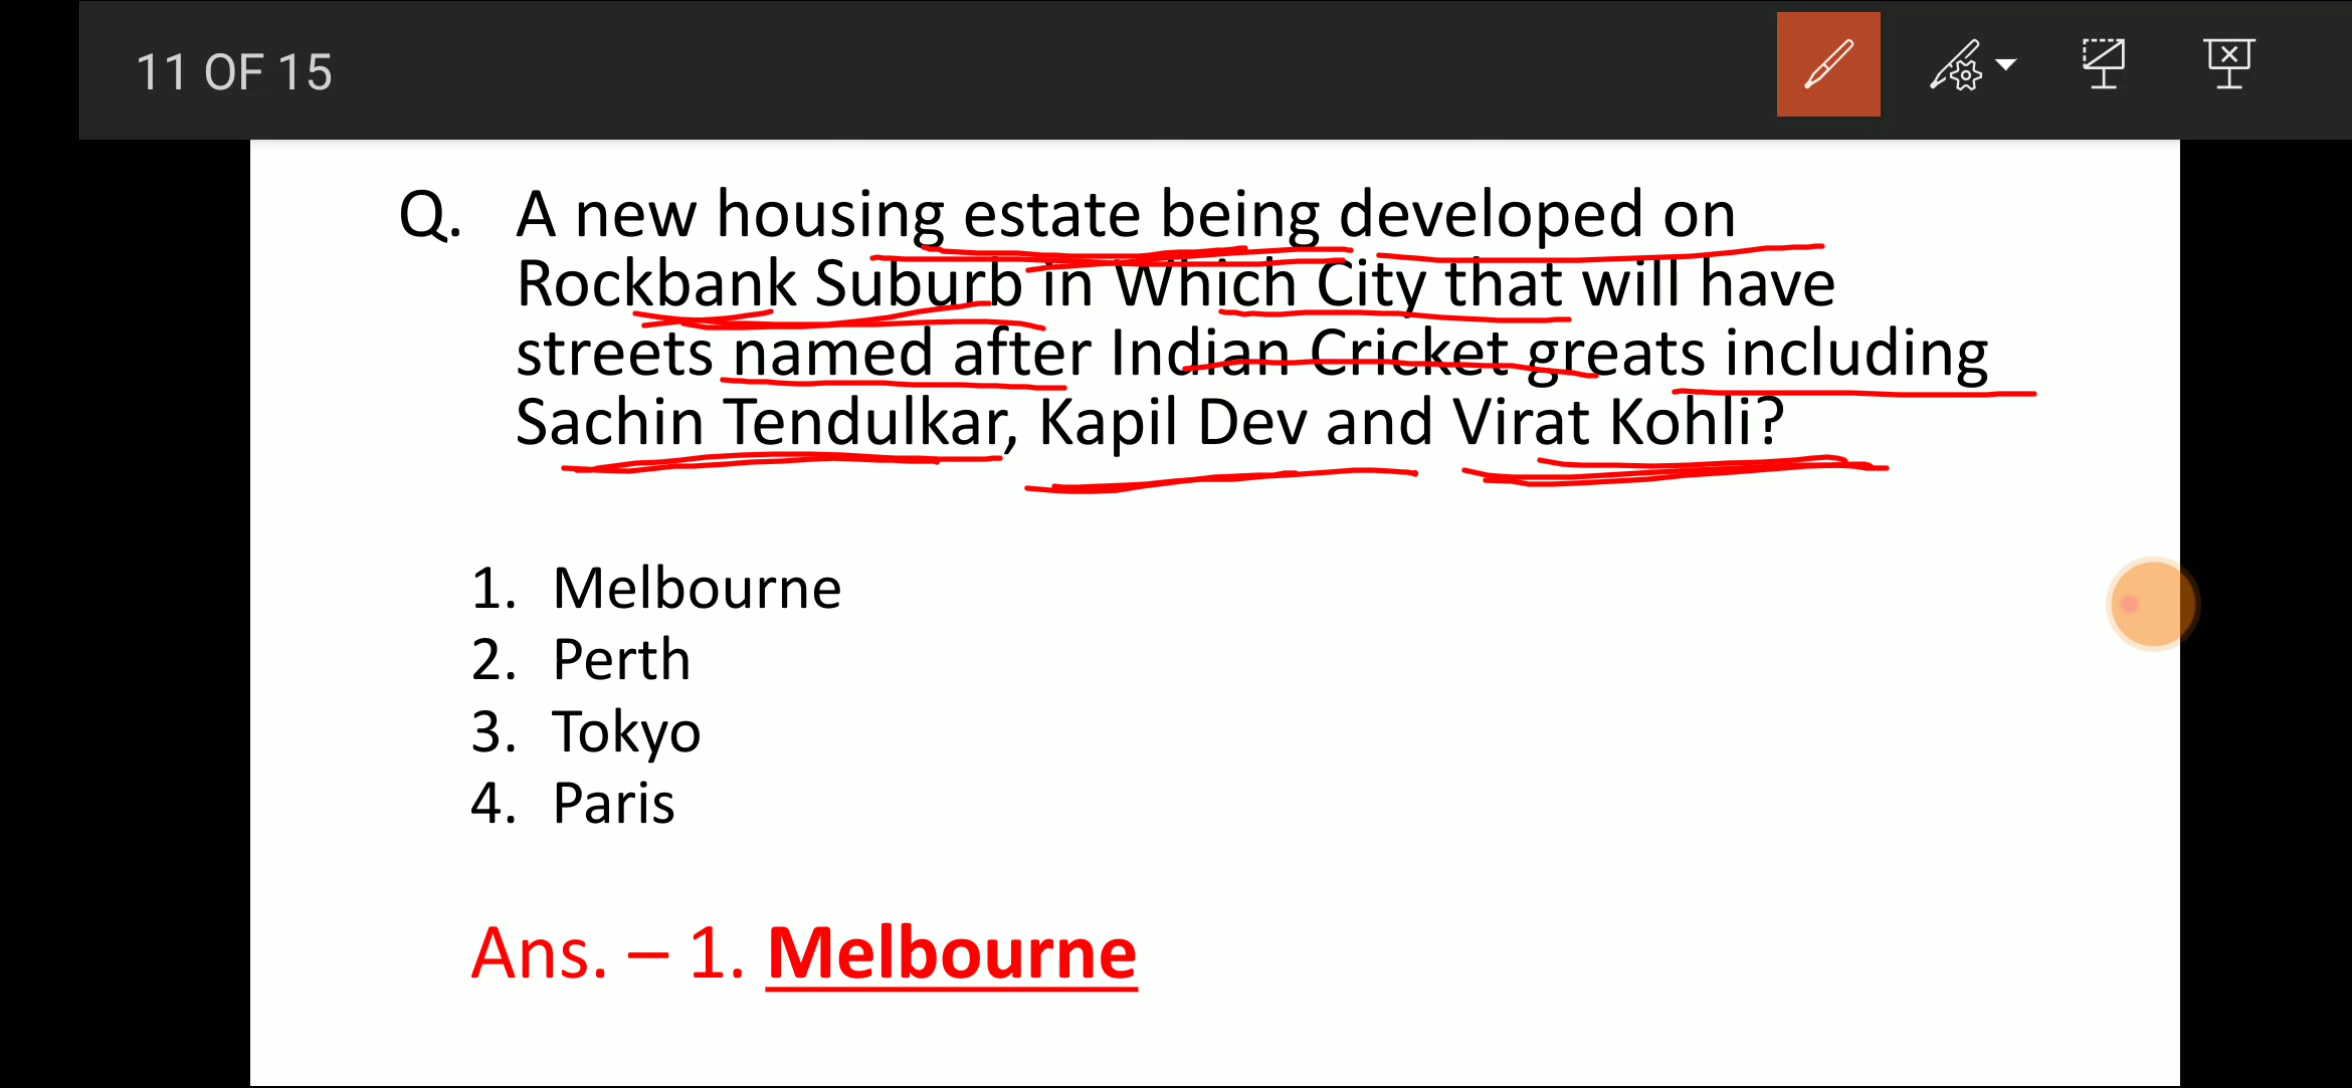 11 OF 15
Q. A new housing estate being developed on
Rockbank Suburb in Which City that will have
streets named after Indian Cricket greats including
Sachin Tendulkar, Kapil Dev and Virat Kohli?
1. Melbourne
2. Perth
3. Tokyo
4. Paris
Ans. – 1. Melbourne